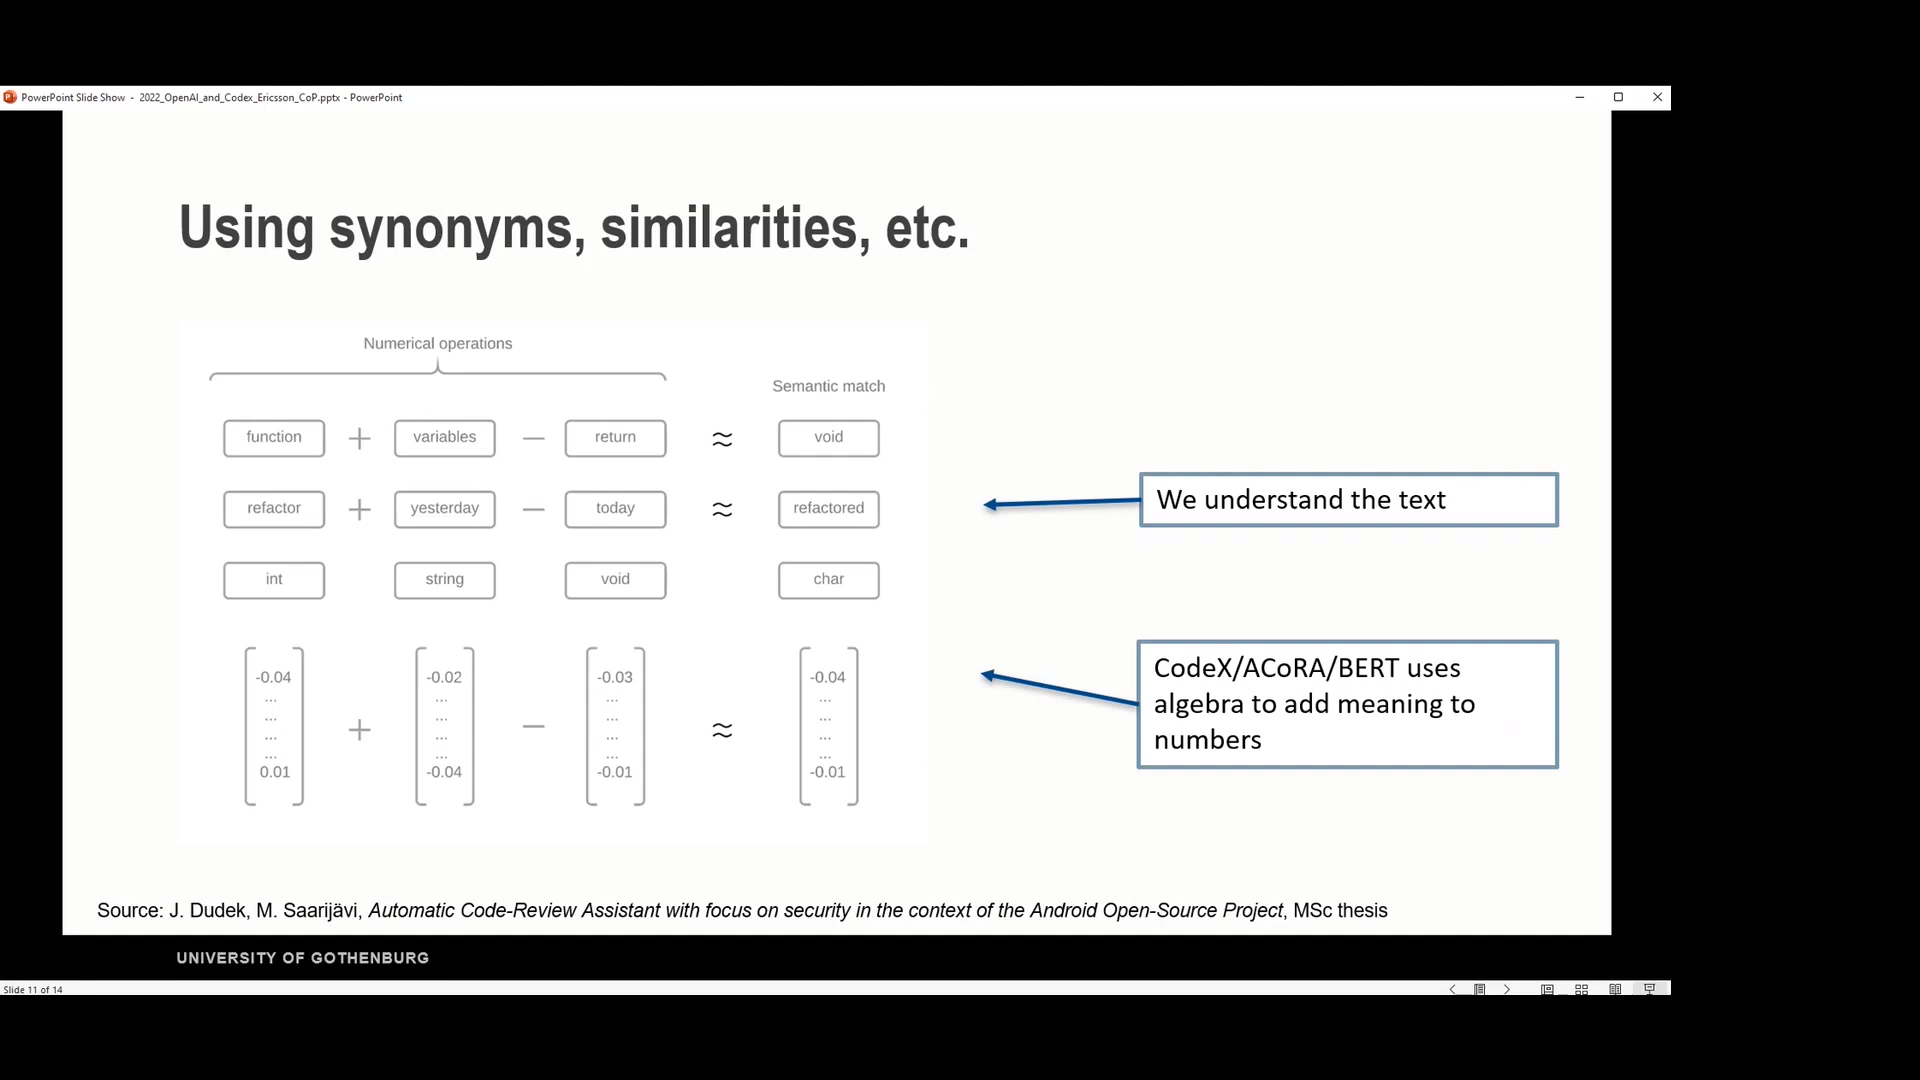 PowerPoint Slide Show - 2022_OpenAI_and_Codex_Ericsson_CoP.pptx - PowerPoint
Using synonyms, similarities, etc.
Numerical operations
Semantic match
function + variables − return ≈ void
refactor + yesterday − today ≈ refactored
int string void char
-0.04 -0.02 -0.03 -0.04
... ... ... ...
... ... ... ...
+ − ≈
... ... ... ...
... ... ... ...
0.01 -0.04 -0.01 -0.01
We understand the text
CodeX/ACoRA/BERT uses
algebra to add meaning to
numbers
Source: J. Dudek, M. Saarijävi, Automatic Code-Review Assistant with focus on security in the context of the Android Open-Source Project, MSc thesis
UNIVERSITY OF GOTHENBURG
Slide 11 of 14